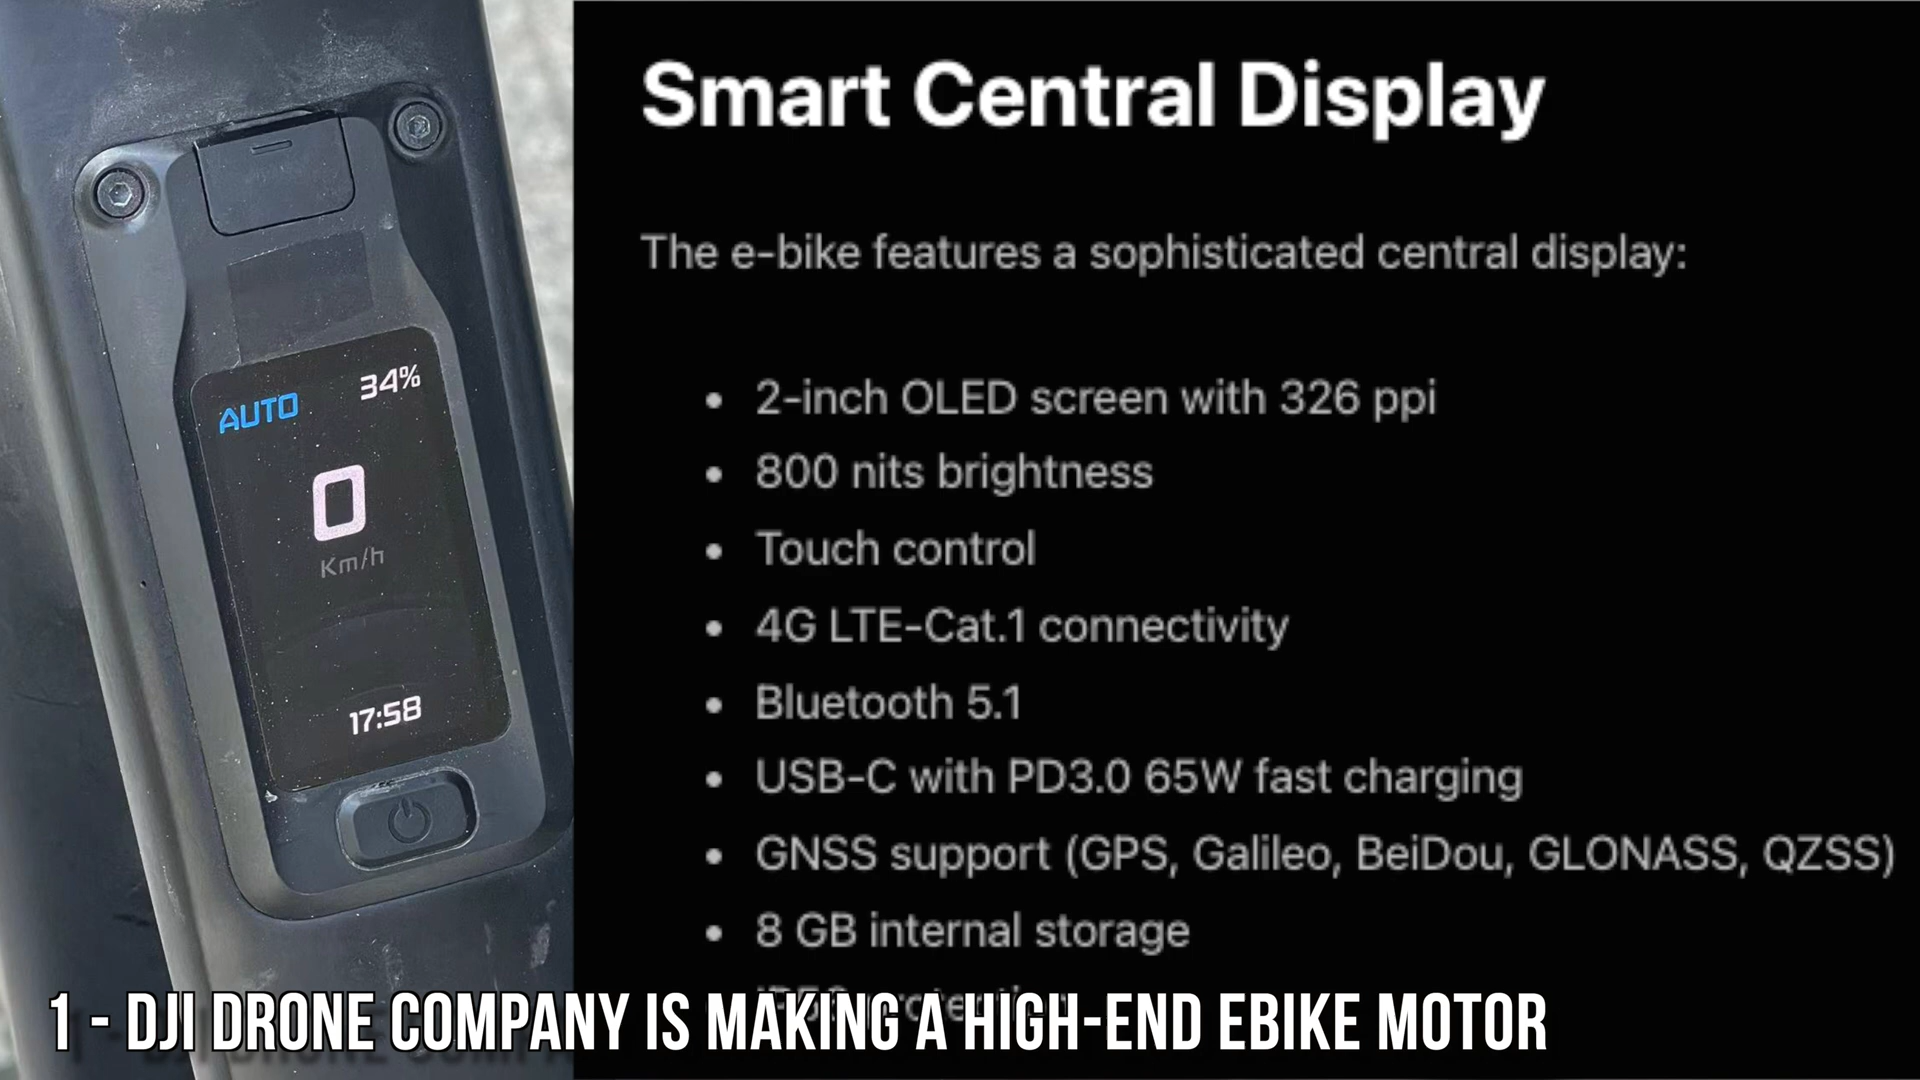 34%
AUTO
0
Km/h
17:58
Smart Central Display
The e-bike features a sophisticated central display:
• 2-inch OLED screen with 326 ppi
• 800 nits brightness
• Touch control
• 4G LTE-Cat.1 connectivity
• Bluetooth 5.1
• USB-C with PD3.0 65W fast charging
• GNSS support (GPS, Galileo, BeiDou, GLONASS, QZSS)
• 8 GB internal storage
1 - DJI DRONE COMPANY IS MAKING A HIGH-END EBIKE MOTOR